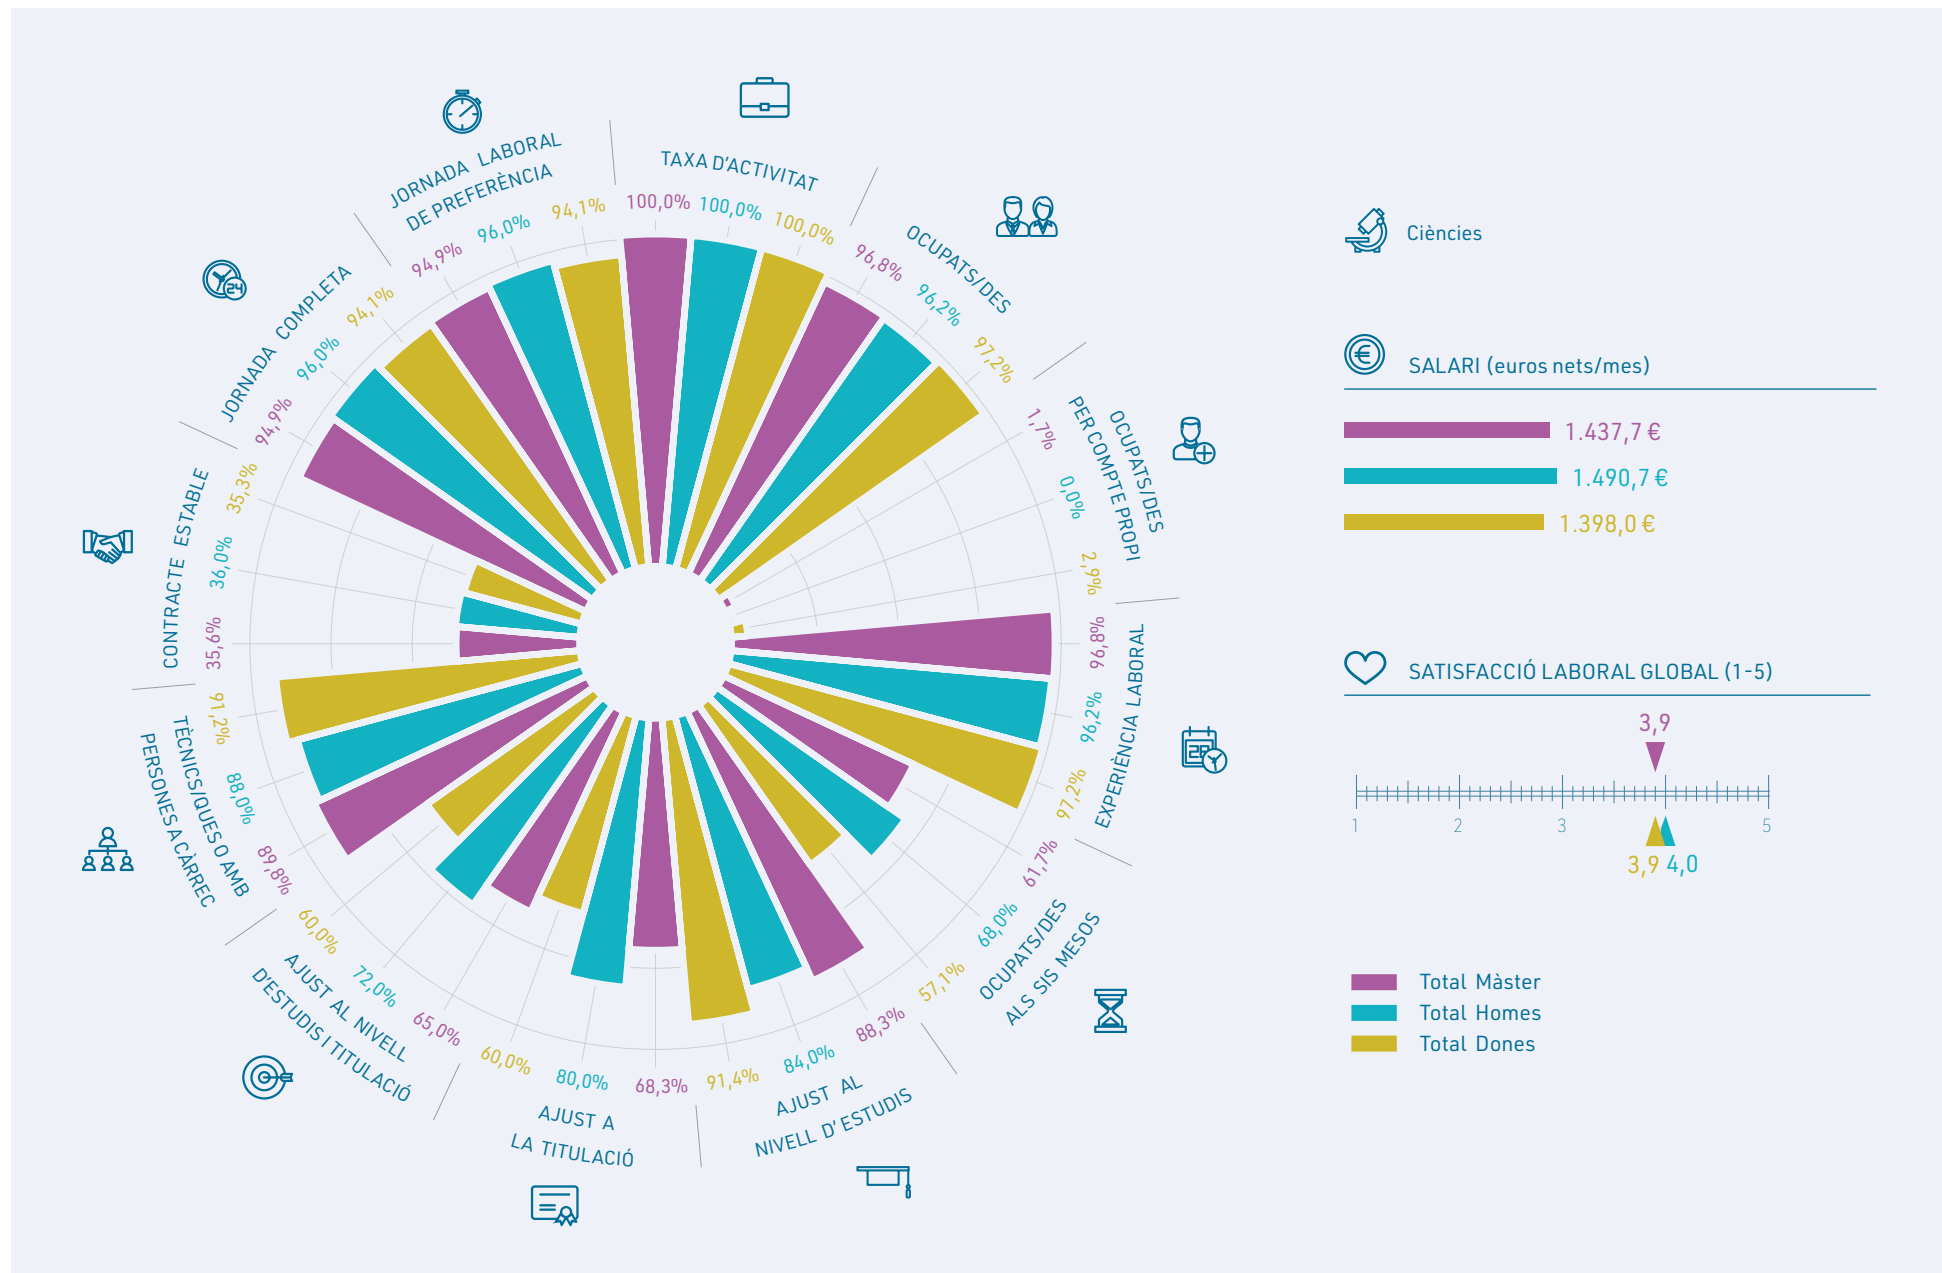 TAXA D'ACTIVITAT
100,0%
100,0%
100,0%
OCUPATS/DES
96,8%
96,2%
97,2%
OCUPATS/DES
PER COMPTE PROPI
1,7%
0,0%
2,9%
EXPERIÈNCIA LABORAL
96,8%
96,2%
97,2%
OCUPATS/DES
ALS SIS MESOS
61,7%
68,0%
57,1%
AJUST AL
NIVELL D'ESTUDIS
88,3%
84,0%
91,4%
AJUST A
LA TITULACIÓ
68,3%
80,0%
60,0%
AJUST AL NIVELL
D'ESTUDIS I TITULACIÓ
65,0%
72,0%
60,0%
TÈCNICS/QUES O AMB
PERSONES A CÀRREC
89,8%
88,0%
91,2%
CONTRACTE ESTABLE
35,6%
36,0%
35,3%
JORNADA COMPLETA
94,9%
96,0%
94,1%
24
JORNADA LABORAL
DE PREFERÈNCIA
94,9%
96,0%
94,1%
Ciències
€
SALARI (euros nets/mes)
1.437,7 €
1.490,7 €
1.398,0 €
SATISFACCIÓ LABORAL GLOBAL (1-5)
3,9
1 2 3 5
3,9 4,0
Total Màster
Total Homes
Total Dones